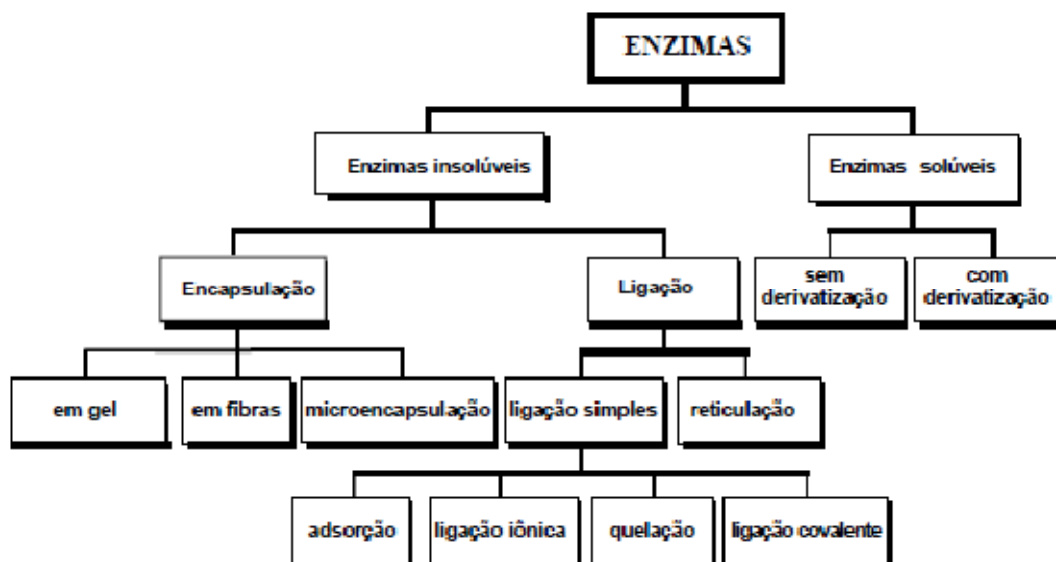 ENZIMAS
Enzimas insolúveis
Enzimas solúveis
Encapsulação
Ligação
sem
derivatização
com
derivatização
em gel
em fibras
microencapsulação
ligação simples
reticulação
adsorção
ligação iônica
quelação
ligação covalente